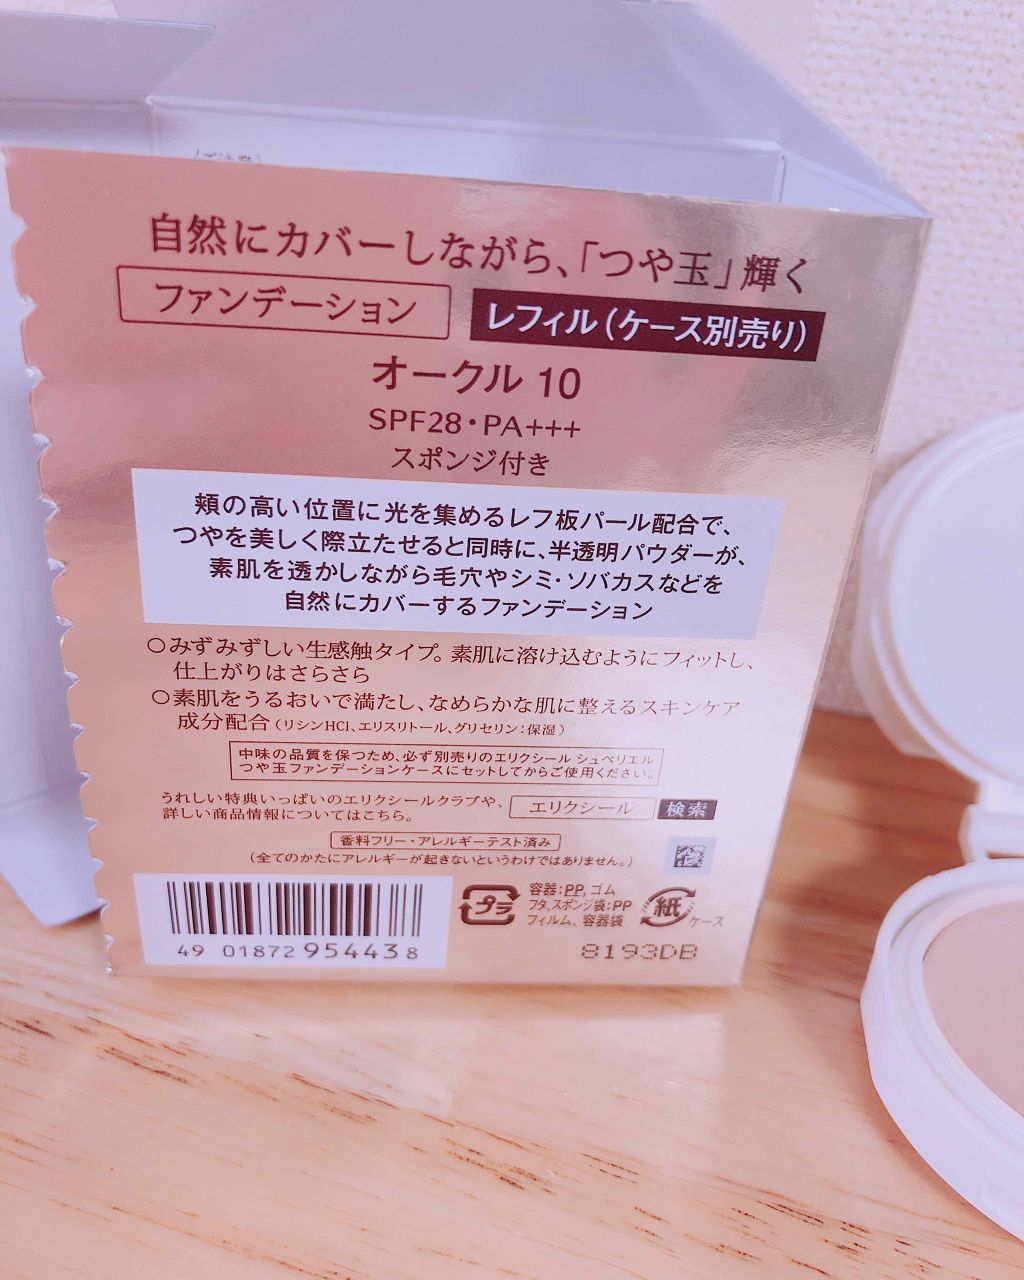 自然にカバーしながら、「つや玉」輝く
ファンデーション
レフィル(ケース別売り)
オークル 10
SPF28・PA+++
スポンジ付き
頬の高い位置に光を集めるレフ板パール配合で、
つやを美しく際立たせると同時に、半透明パウダーが、
素肌を透かしながら毛穴やシミ・ソバカスなどを
自然にカバーするファンデーション
○みずみずしい生感触タイプ。素肌に溶け込むようにフィットし、
仕上がりはさらさら
○素肌をうるおいで満たし、なめらかな肌に整えるスキンケア
成分配合(リシンHCl、エリスリトール、グリセリン:保湿)
中味の品質を保つため、必ず別売りのエリクシール シュペリエル
つや玉ファンデーションケースにセットしてからご使用ください。
うれしい特典いっぱいのエリクシールクラブや、
詳しい商品情報についてはこちら。
エリクシール 検索
香料フリー・アレルギーテスト済み
(全てのかたにアレルギーが起きないというわけではありません。)
プラ
容器:PP、ゴム
フタ、スポンジ袋:PP
フィルム、容器袋
紙
ケース
49 01872 954438
8193DB